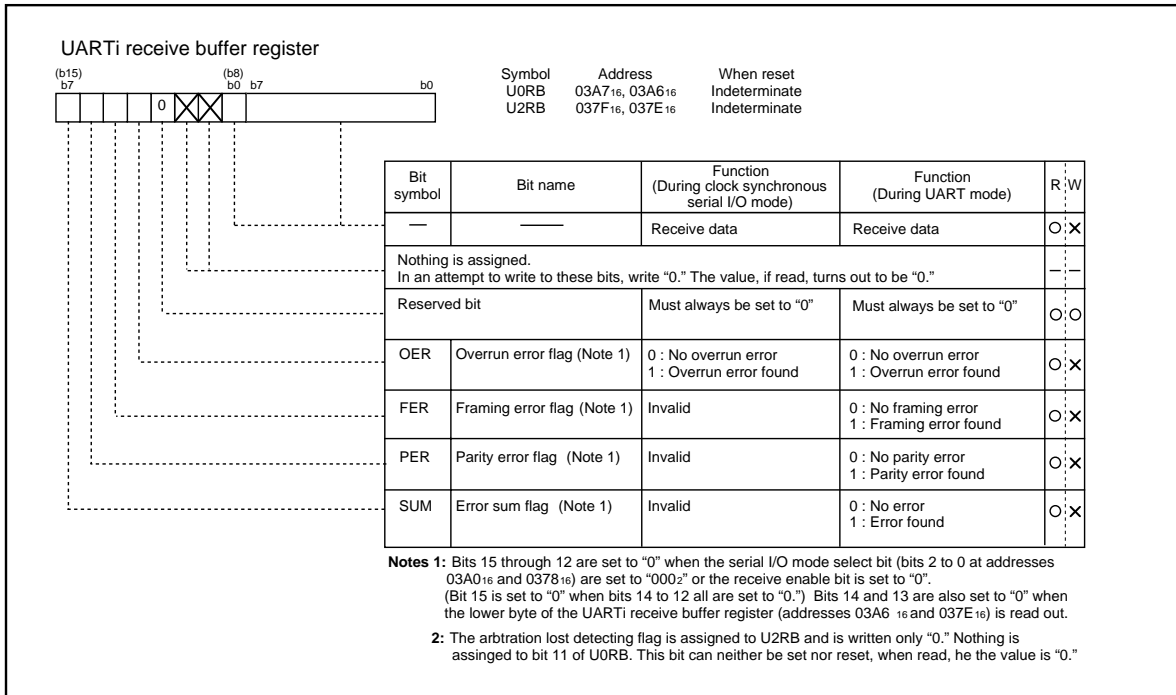 UARTi receive buffer register
(b15) (b8)
b7 b0 b7 b0
0
Symbol Address When reset
U0RB 03A716, 03A616 Indeterminate
U2RB 037F16, 037E16 Indeterminate
Bit symbol Bit name Function (During clock synchronous serial I/O mode) Function (During UART mode) R W
— —— Receive data Receive data O X
Nothing is assigned.
In an attempt to write to these bits, write “0.” The value, if read, turns out to be “0.” — —
Reserved bit Must always be set to “0” Must always be set to “0” O O
OER Overrun error flag (Note 1) 0 : No overrun error 0 : No overrun error O X
1 : Overrun error found 1 : Overrun error found
FER Framing error flag (Note 1) Invalid 0 : No framing error O X
1 : Framing error found
PER Parity error flag (Note 1) Invalid 0 : No parity error O X
1 : Parity error found
SUM Error sum flag (Note 1) Invalid 0 : No error O X
1 : Error found
Notes 1: Bits 15 through 12 are set to “0” when the serial I/O mode select bit (bits 2 to 0 at addresses
03A016 and 037816) are set to “0002” or the receive enable bit is set to “0”.
(Bit 15 is set to “0” when bits 14 to 12 all are set to “0.”) Bits 14 and 13 are also set to “0” when
the lower byte of the UARTi receive buffer register (addresses 03A6 16 and 037E16) is read out.
2: The arbtration lost detecting flag is assigned to U2RB and is written only “0.” Nothing is
assinged to bit 11 of U0RB. This bit can neither be set nor reset, when read, he the value is “0.”